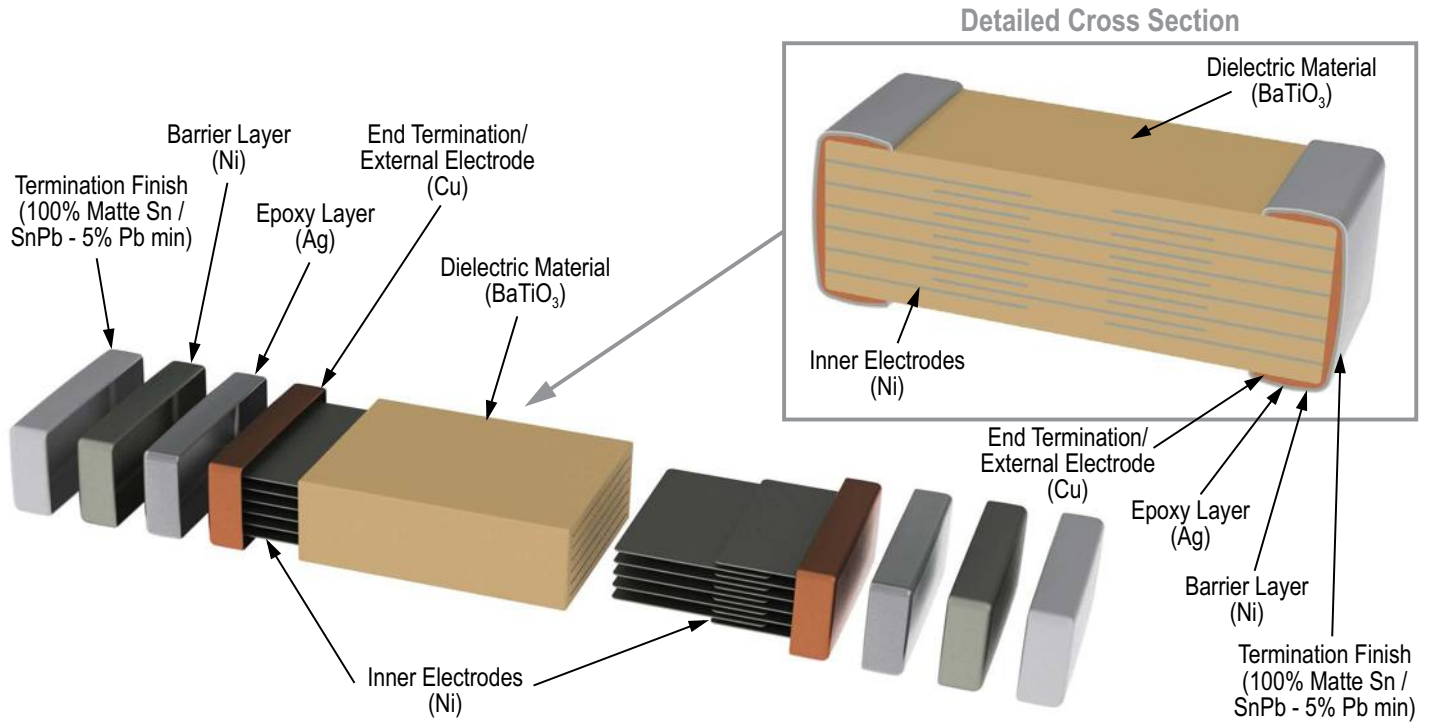 Detailed Cross Section
Dielectric Material
(BaTiO₃)
Inner Electrodes
(Ni)
End Termination/
External Electrode
(Cu)
Epoxy Layer
(Ag)
Barrier Layer
(Ni)
Termination Finish
(100% Matte Sn /
SnPb - 5% Pb min)
Termination Finish
(100% Matte Sn /
SnPb - 5% Pb min)
Barrier Layer
(Ni)
Epoxy Layer
(Ag)
End Termination/
External Electrode
(Cu)
Dielectric Material
(BaTiO₃)
Inner Electrodes
(Ni)